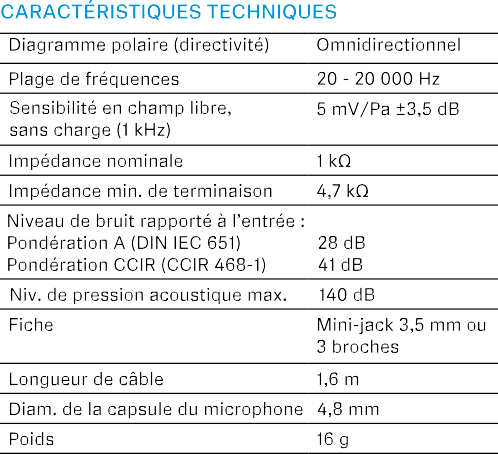 CARACTÉRISTIQUES TECHNIQUES
Diagramme polaire (directivité) Omnidirectionnel
Plage de fréquences 20 - 20 000 Hz
Sensibilité en champ libre, 5 mV/Pa ±3,5 dB
sans charge (1 kHz)
Impédance nominale 1 kΩ
Impédance min. de terminaison 4,7 kΩ
Niveau de bruit rapporté à l'entrée :
Pondération A (DIN IEC 651) 28 dB
Pondération CCIR (CCIR 468-1) 41 dB
Niv. de pression acoustique max. 140 dB
Fiche Mini-jack 3,5 mm ou
3 broches
Longueur de câble 1,6 m
Diam. de la capsule du microphone 4,8 mm
Poids 16 g